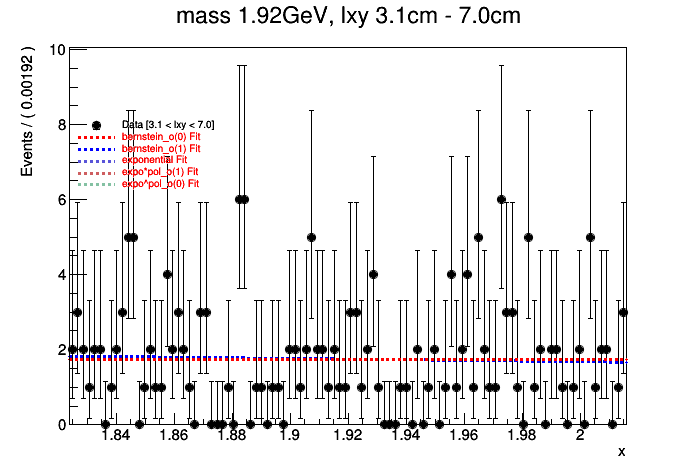 mass 1.92GeV, lxy 3.1cm - 7.0cm
Events / ( 0.00192 )
10
8
6
4
2
0
Data [3.1 < lxy < 7.0]
bernstein_o(0) Fit
bernstein_o(1) Fit
exponential Fit
expo*pol_o(1) Fit
expo^pol_o(0) Fit
1.84 1.86 1.88 1.9 1.92 1.94 1.96 1.98 2
x